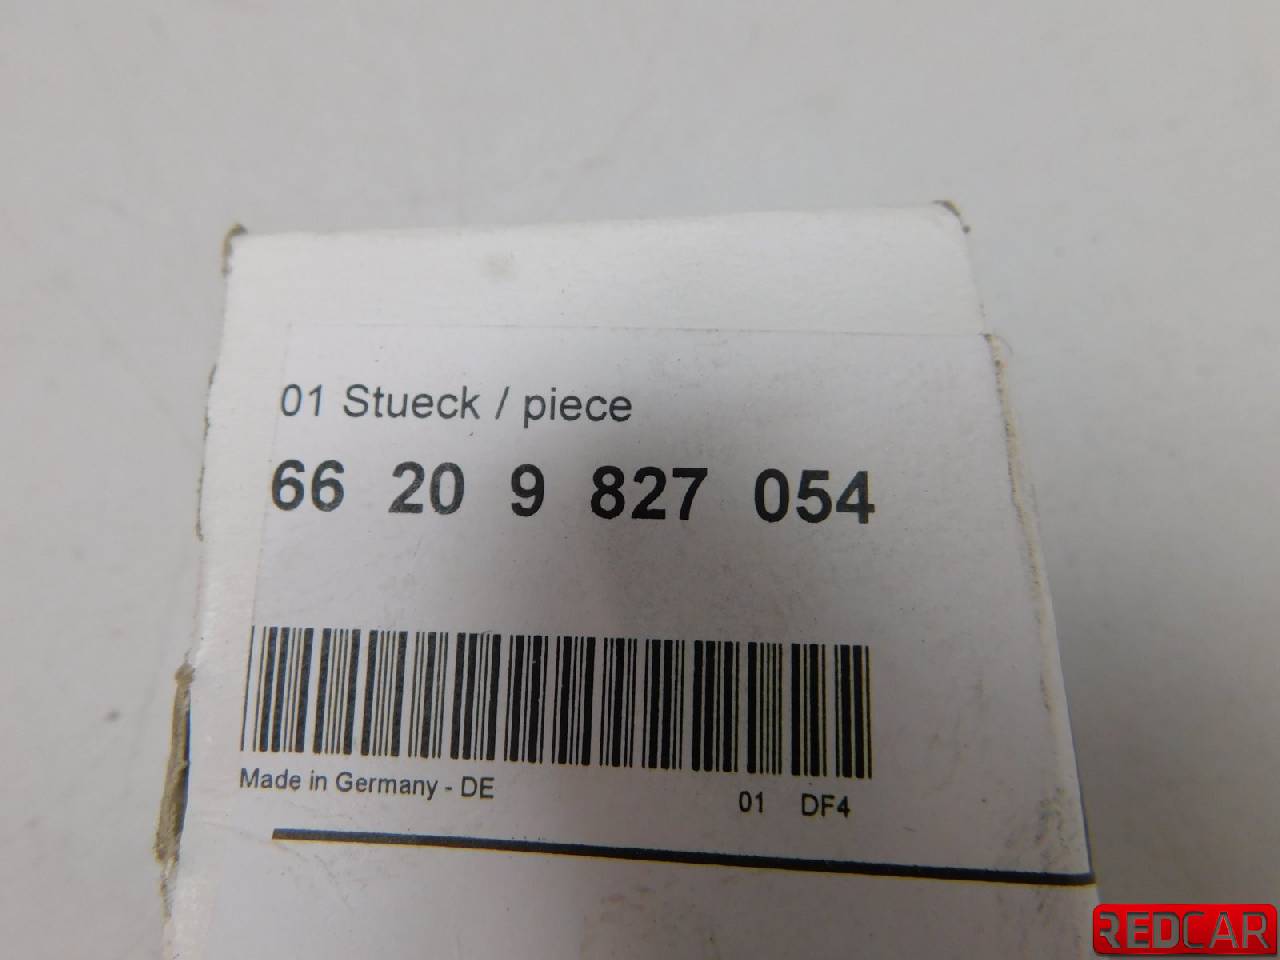 01 Stueck / piece
66 20 9 827 054
Made in Germany - DE
01 DF4
REDCAR